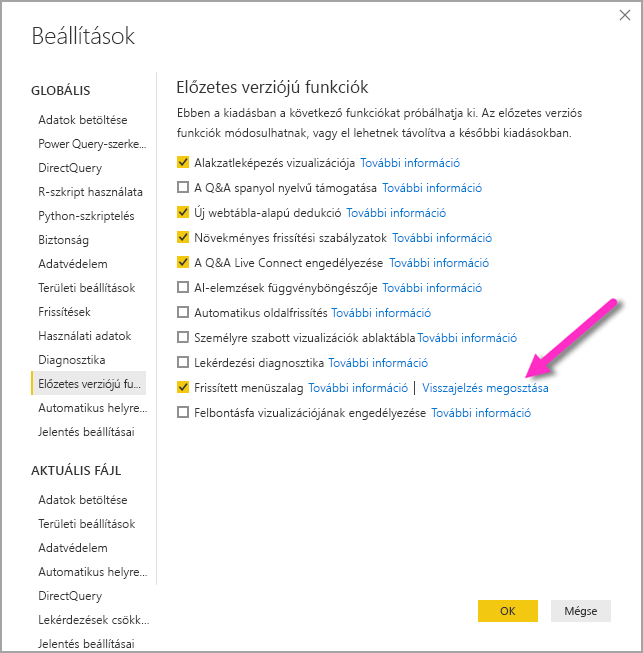 Beállítások
GLOBÁLIS
Adatok betöltése
Power Query-szerke...
DirectQuery
R-szkript használata
Python-szkriptelés
Biztonság
Adatvédelem
Területi beállítások
Frissítések
Használati adatok
Diagnosztika
Előzetes verziójú fu...
Automatikus helyre...
Jelentés beállításai
AKTUÁLIS FÁJL
Adatok betöltése
Területi beállítások
Adatvédelem
Automatikus helyre...
DirectQuery
Lekérdezések csökk...
Jelentés beállításai
Előzetes verziójú funkciók
Ebben a kiadásban a következő funkciókat próbálhatja ki. Az előzetes verziós
funkciók módosulhatnak, vagy el lehetnek távolítva a későbbi kiadásokban.
Alakzatleképezés vizualizációja További információ
A Q&A spanyol nyelvű támogatása További információ
Új webtábla-alapú dedukció További információ
Növekményes frissítési szabályzatok További információ
A Q&A Live Connect engedélyezése További információ
AI-elemzések függvényböngészője További információ
Automatikus oldalfrissítés További információ
Személyre szabott vizualizációk ablaktábla További információ
Lekérdezési diagnosztika További információ
Frissített menüszalag További információ | Visszajelzés megosztása
Felbontásfa vizualizációjának engedélyezése További információ
OK
Mégse